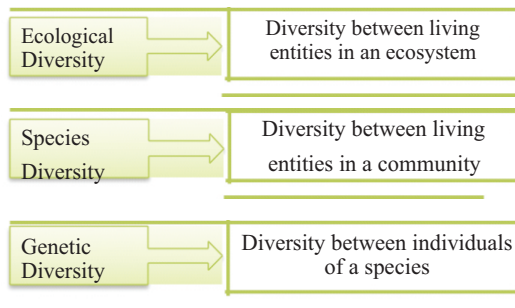 Ecological
Diversity
Diversity between living
entities in an ecosystem
Species
Diversity
Diversity between living
entities in a community
Genetic
Diversity
Diversity between individuals
of a species